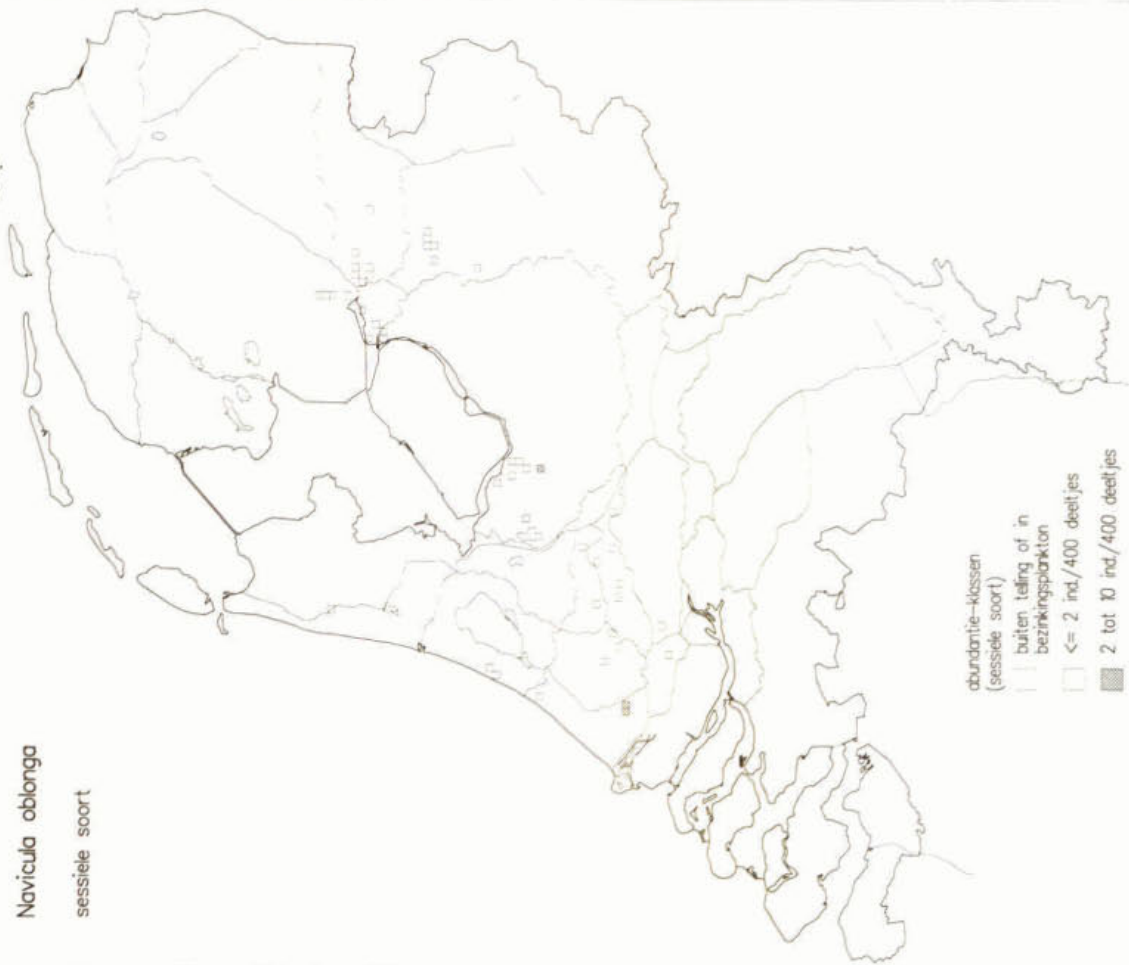 Navicula oblonga
sessiele soort
abundantie-klassen
(sessiele soort)
buiten telling of in
bezinkingsplankton
<= 2 ind./400 deeltjes
2 tot 10 ind./400 deeltjes